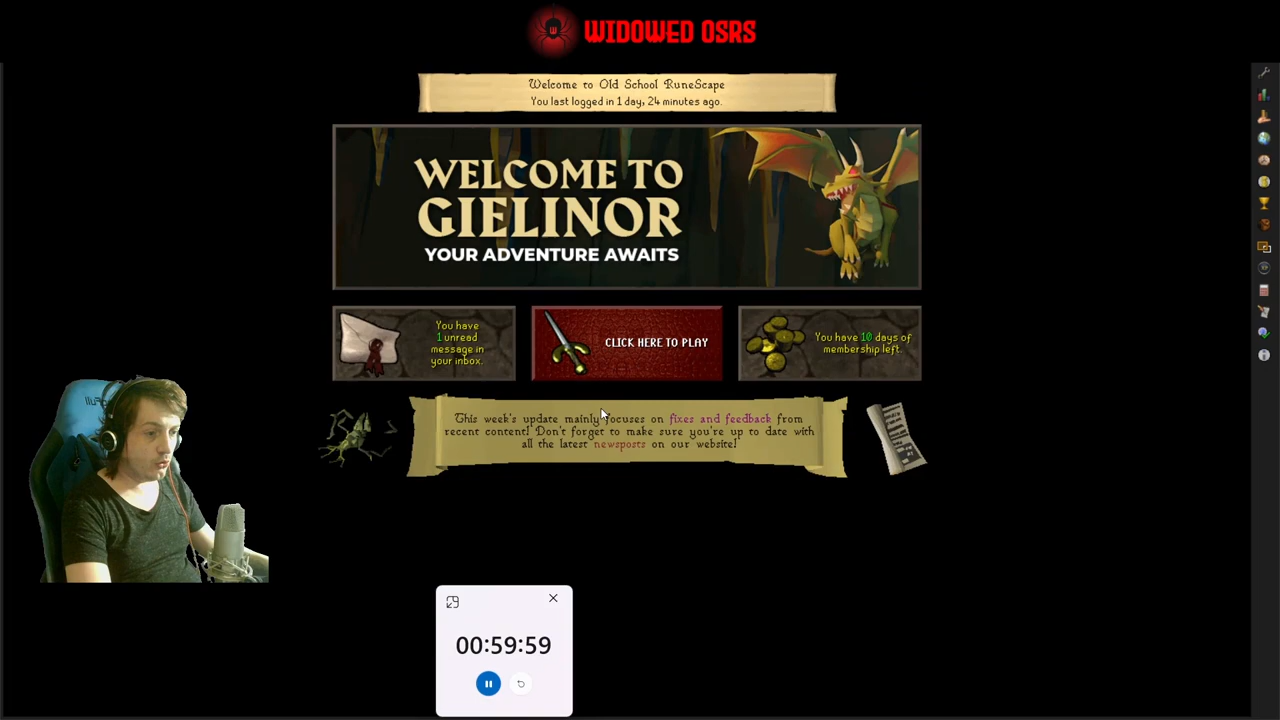 WIDOWED OSRS
Welcome to Old School RuneScape
You last logged in 1 day, 24 minutes ago.
WELCOME TO
GIELINOR
YOUR ADVENTURE AWAITS
You have
1 unread
message in
your inbox.
CLICK HERE TO PLAY
You have 10 days of
membership left.
This week's update mainly focuses on fixes and feedback from
recent content! Don't forget to make sure you're up to date with
all the latest newsposts on our website!
00:59:59